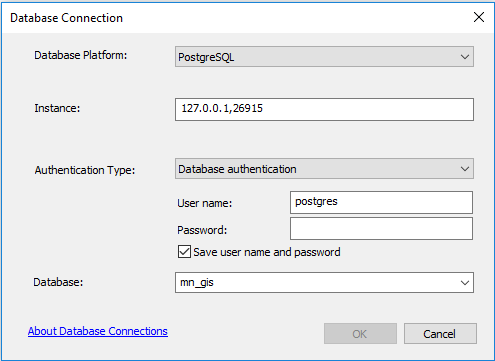 Database Connection
Database Platform: PostgreSQL
Instance: 127.0.0.1,26915
Authentication Type: Database authentication
User name: postgres
Password:
Save user name and password
Database: mn_gis
About Database Connections OK Cancel